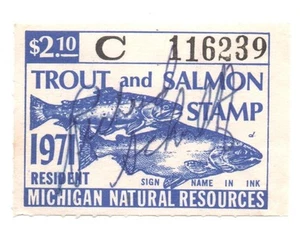 $2.10 C 116239
TROUT and SALMON
STAMP
1971
RESIDENT SIGN NAME IN INK
MICHIGAN NATURAL RESOURCES